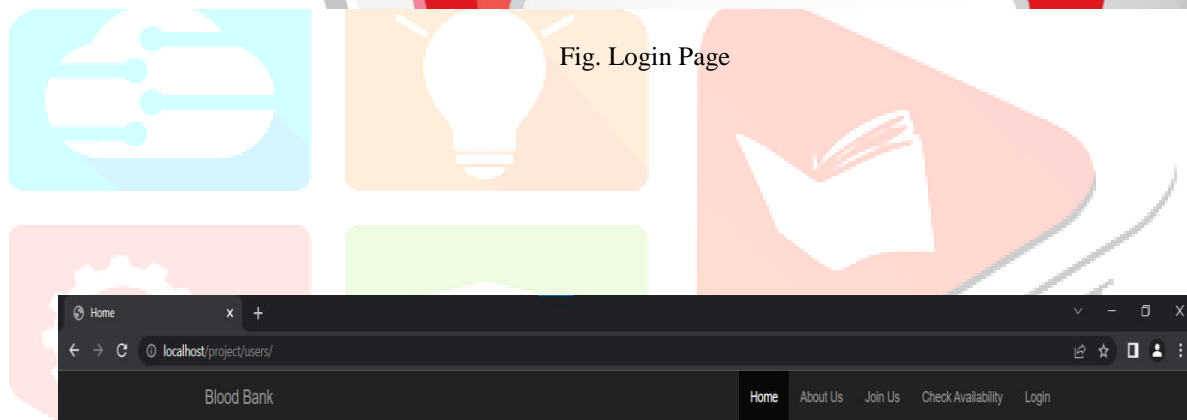 Fig. Login Page
Home
localhost/project/users/
Blood Bank Home About Us Join Us Check Availability Login